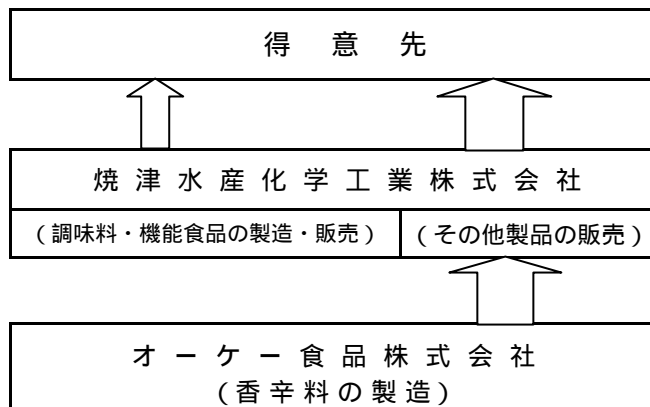 得意先
焼津水産化学工業株式会社
(調味料・機能食品の製造・販売)
(その他製品の販売)
オーケー食品株式会社
(香辛料の製造)